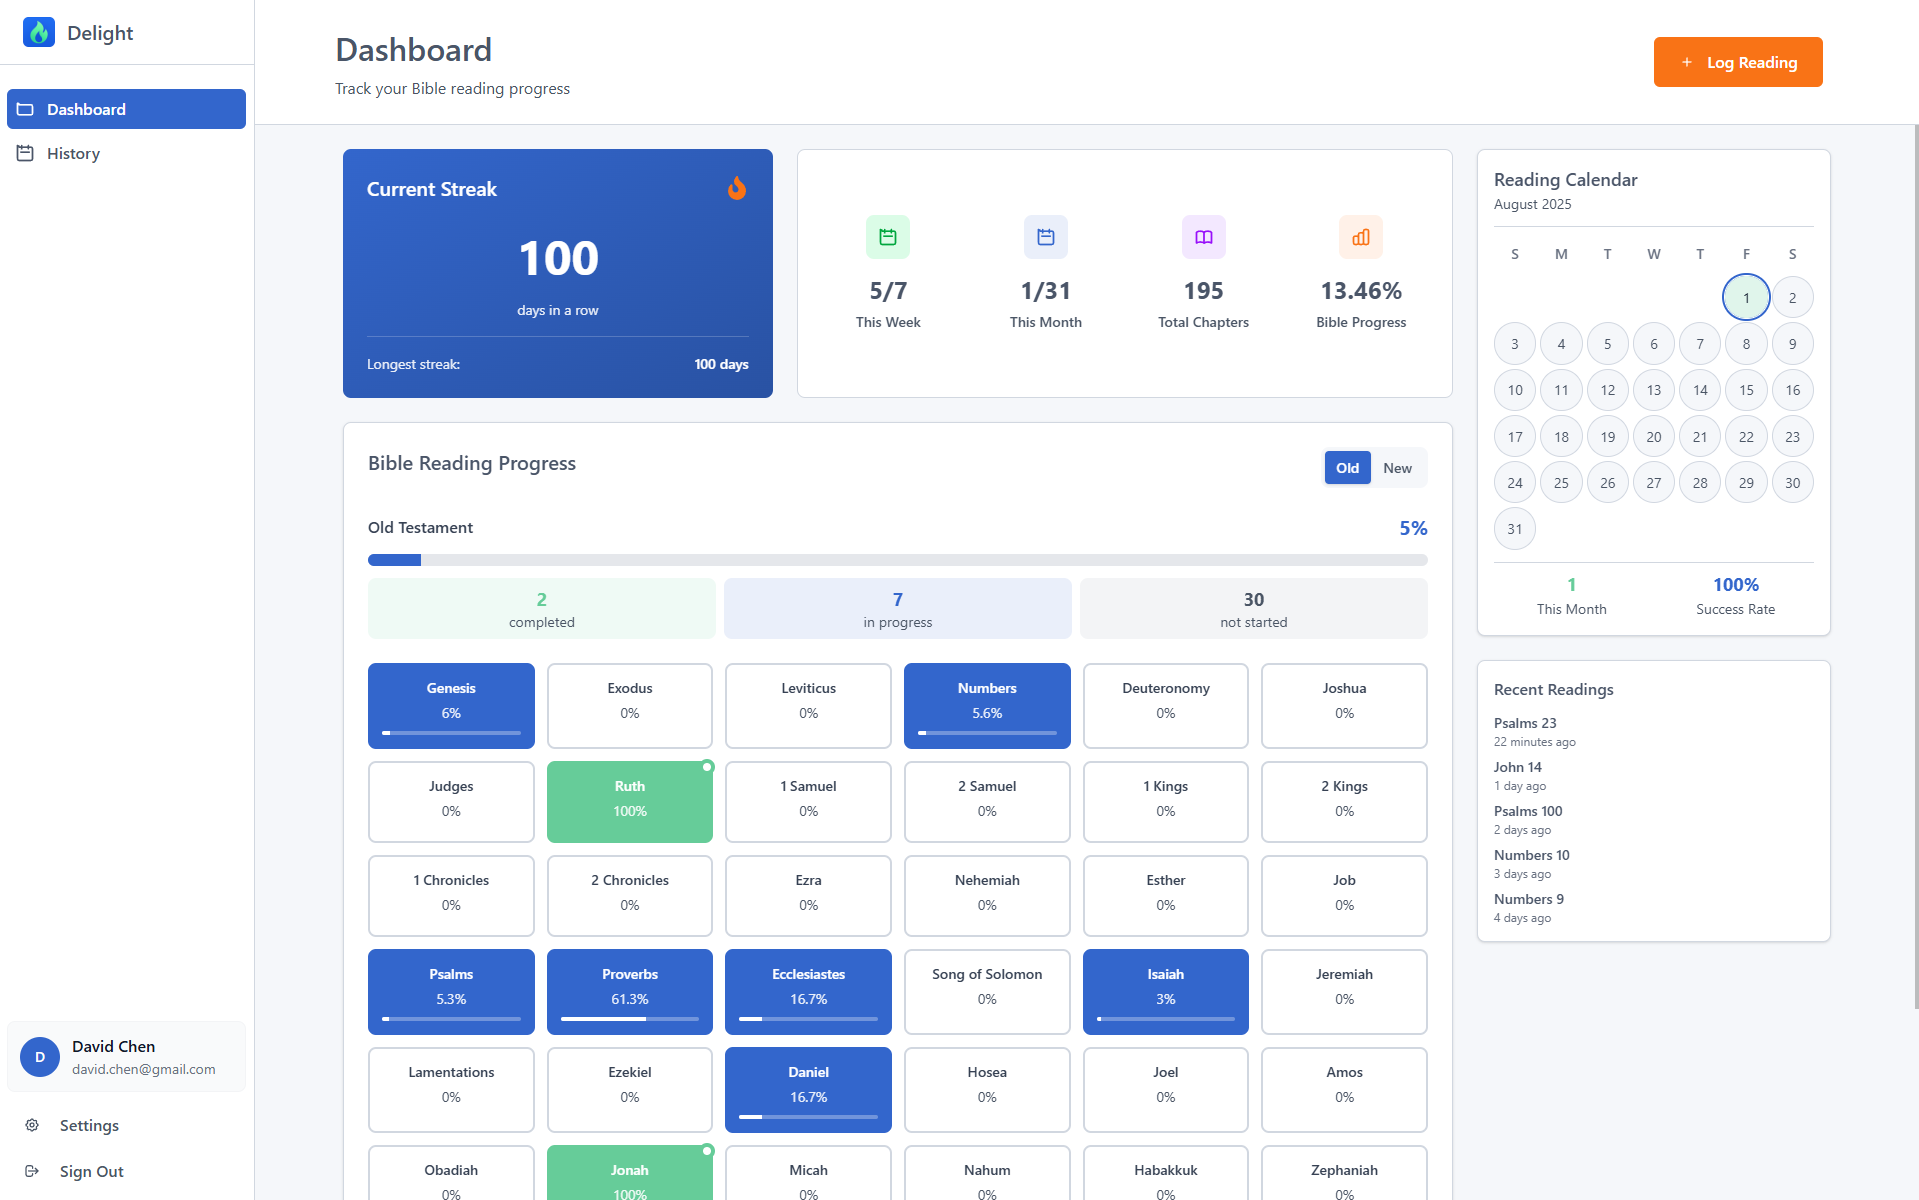 Delight
Dashboard
History
David Chen
D
david.chen@gmail.com
Settings
Sign Out
Dashboard
Track your Bible reading progress
+ Log Reading
Current Streak
100
days in a row
Longest streak: 100 days
5/7 1/31 195 13.46%
This Week This Month Total Chapters Bible Progress
Bible Reading Progress
Old New
Old Testament 5%
2 7 30
completed in progress not started
Genesis Exodus Leviticus Numbers Deuteronomy Joshua
6% 0% 0% 5.6% 0% 0%
Judges Ruth 1 Samuel 2 Samuel 1 Kings 2 Kings
0% 100% 0% 0% 0% 0%
1 Chronicles 2 Chronicles Ezra Nehemiah Esther Job
0% 0% 0% 0% 0% 0%
Psalms Proverbs Ecclesiastes Song of Solomon Isaiah Jeremiah
5.3% 61.3% 16.7% 0% 3% 0%
Lamentations Ezekiel Daniel Hosea Joel Amos
0% 0% 16.7% 0% 0% 0%
Obadiah Jonah Micah Nahum Habakkuk Zephaniah
0% 100% 0% 0% 0% 0%
Reading Calendar
August 2025
S M T W T F S
1 2
3 4 5 6 7 8 9
10 11 12 13 14 15 16
17 18 19 20 21 22 23
24 25 26 27 28 29 30
31
1 100%
This Month Success Rate
Recent Readings
Psalms 23
22 minutes ago
John 14
1 day ago
Psalms 100
2 days ago
Numbers 10
3 days ago
Numbers 9
4 days ago